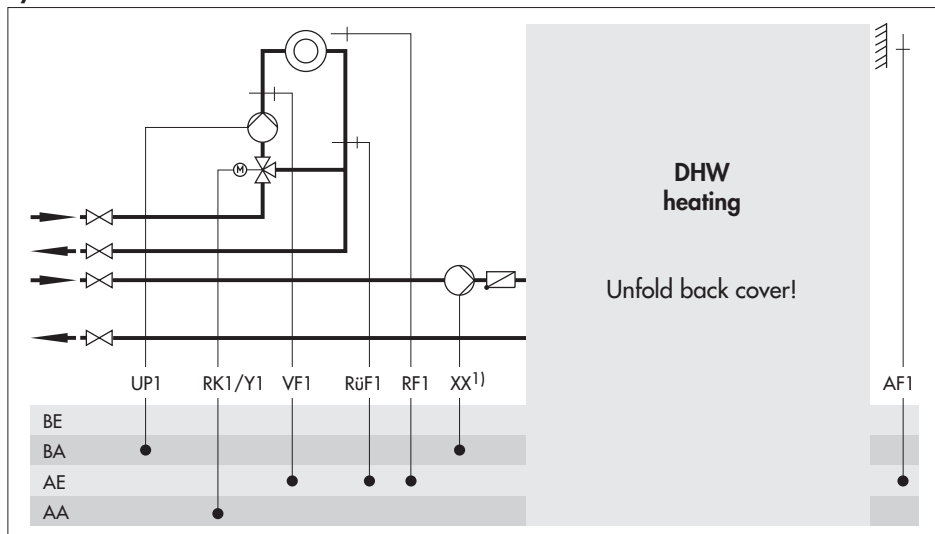 M
DHW
heating
Unfold back cover!
UP1 RK1/Y1 VF1 RüF1 RF1 XX1) AF1
BE
BA
AE
AA